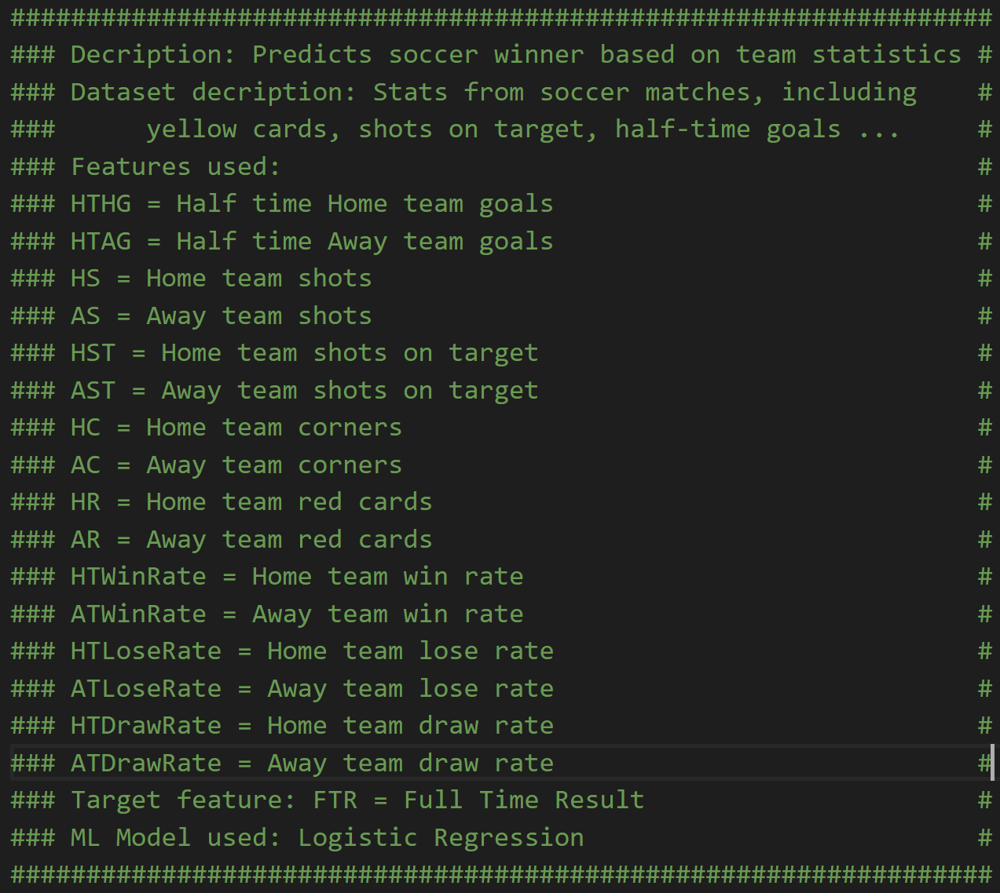 #################################################################
### Decription: Predicts soccer winner based on team statistics #
### Dataset decription: Stats from soccer matches, including    #
###      yellow cards, shots on target, half-time goals ...     #
### Features used:                                              #
### HTHG = Half time Home team goals                            #
### HTAG = Half time Away team goals                            #
### HS = Home team shots                                        #
### AS = Away team shots                                        #
### HST = Home team shots on target                             #
### AST = Away team shots on target                             #
### HC = Home team corners                                      #
### AC = Away team corners                                      #
### HR = Home team red cards                                    #
### AR = Away team red cards                                    #
### HTWinRate = Home team win rate                              #
### ATWinRate = Away team win rate                              #
### HTLoseRate = Home team lose rate                            #
### ATLoseRate = Away team lose rate                            #
### HTDrawRate = Home team draw rate                            #
### ATDrawRate = Away team draw rate                            #
### Target feature: FTR = Full Time Result                      #
### ML Model used: Logistic Regression                          #
#################################################################